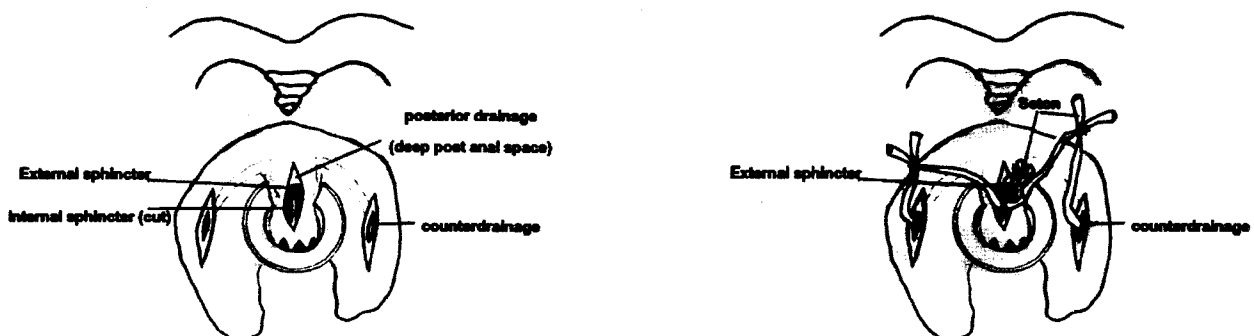 posterior drainage
(deep post anal space)
External sphincter
internal sphincter (cut)
counterdrainage
Seton
External sphincter
counterdrainage